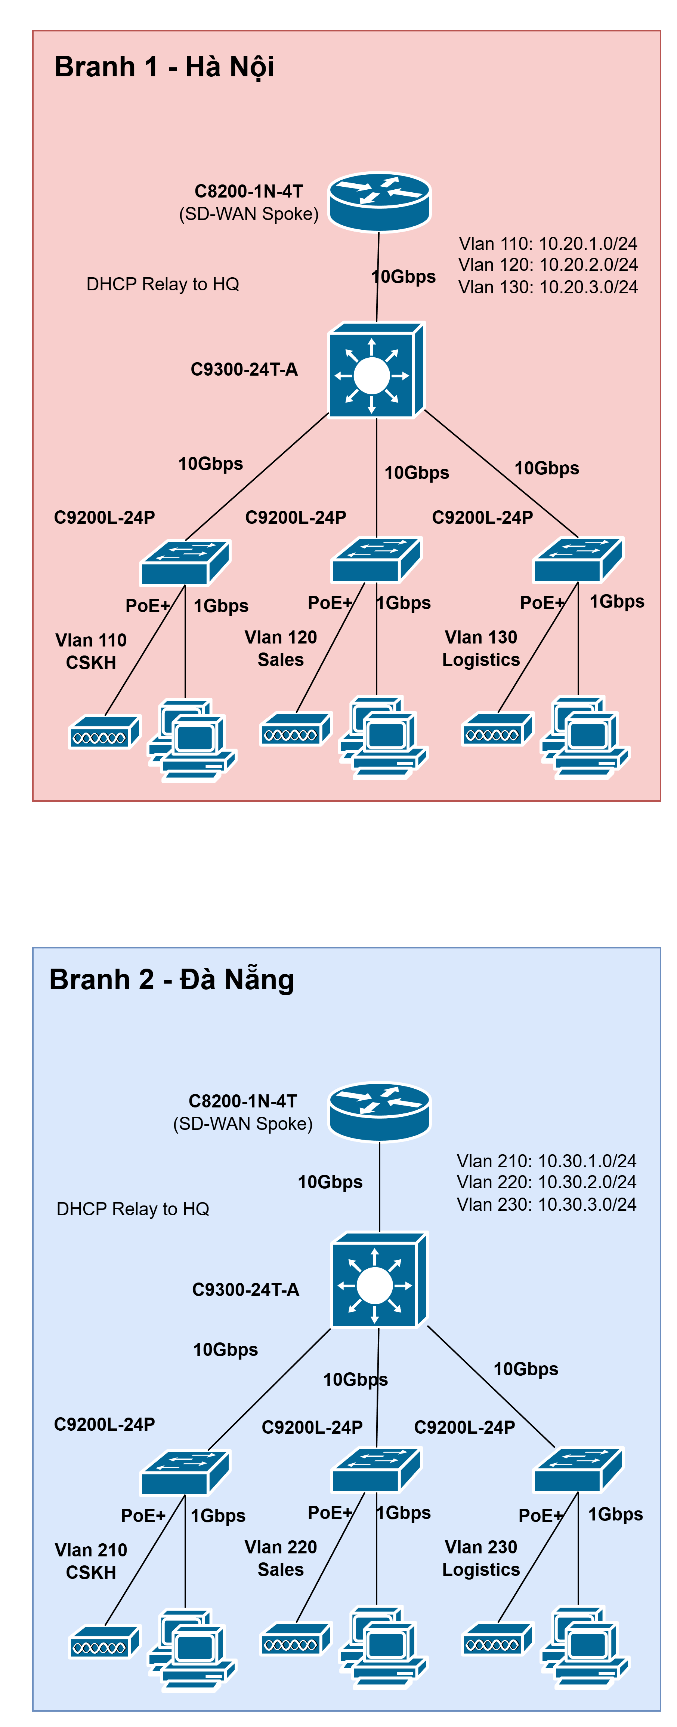 Branh 1 - Hà Nội
C8200-1N-4T
(SD-WAN Spoke)
Vlan 110: 10.20.1.0/24
Vlan 120: 10.20.2.0/24
Vlan 130: 10.20.3.0/24
10Gbps
DHCP Relay to HQ
C9300-24T-A
10Gbps
10Gbps
10Gbps
C9200L-24P
C9200L-24P
C9200L-24P
PoE+
1Gbps
PoE+
1Gbps
PoE+
1Gbps
Vlan 110
CSKH
Vlan 120
Sales
Vlan 130
Logistics
Branh 2 - Đà Nẵng
C8200-1N-4T
(SD-WAN Spoke)
Vlan 210: 10.30.1.0/24
Vlan 220: 10.30.2.0/24
Vlan 230: 10.30.3.0/24
10Gbps
DHCP Relay to HQ
C9300-24T-A
10Gbps
10Gbps
10Gbps
C9200L-24P
C9200L-24P
C9200L-24P
PoE+
1Gbps
PoE+
1Gbps
PoE+
1Gbps
Vlan 210
CSKH
Vlan 220
Sales
Vlan 230
Logistics